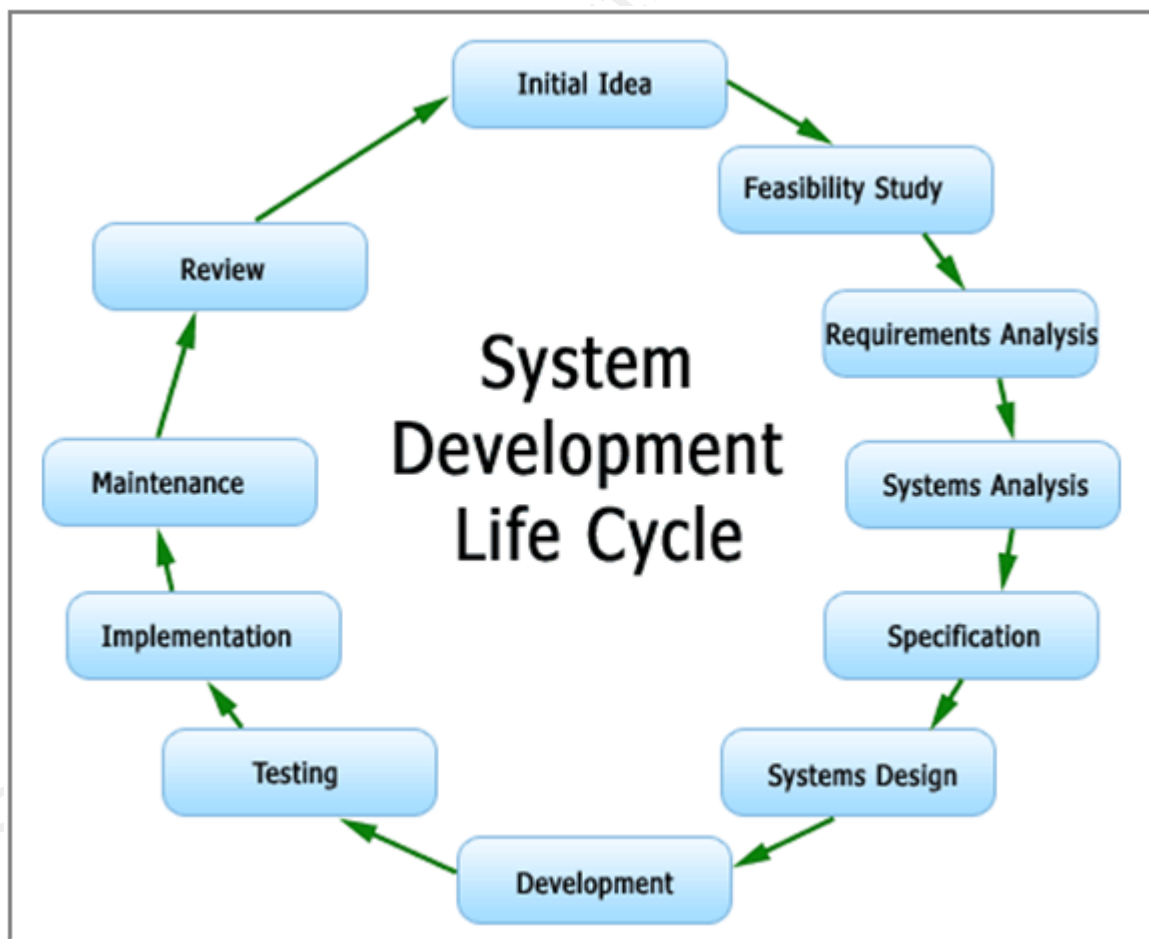 Initial Idea
Feasibility Study
Requirements Analysis
Systems Analysis
Specification
Systems Design
Development
Testing
Implementation
Maintenance
Review
System
Development
Life Cycle